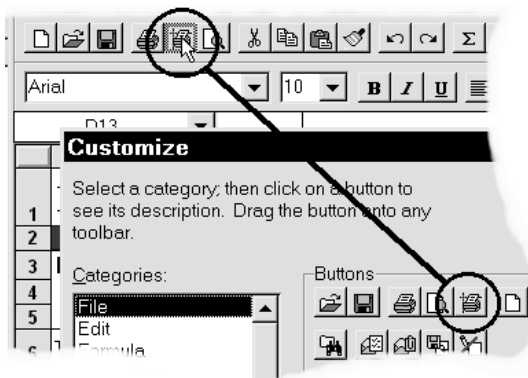 Σ
Arial 10 B I U
D13
Customize
Select a category; then click on a button to
see its description. Drag the button onto any
toolbar.
1
2
3
4
5
Categories:
Buttons
File
Edit
Formula